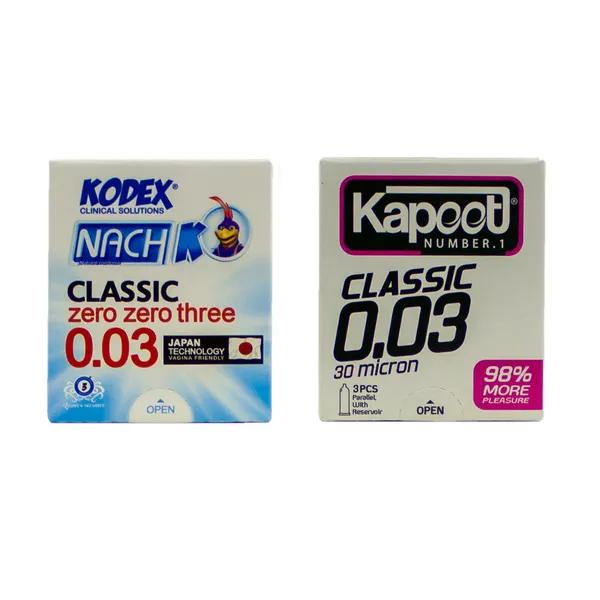 KODEX®
CLINICAL SOLUTIONS
NACH K
CLASSIC
zero zero three
0.03
JAPAN
TECHNOLOGY
VAGINA FRIENDLY
3
OPEN
Kapoot®
NUMBER.1
CLASSIC
0,03
30 micron
3PCS
Parallel,
With
Reservoir
OPEN
98%
MORE
PLEASURE